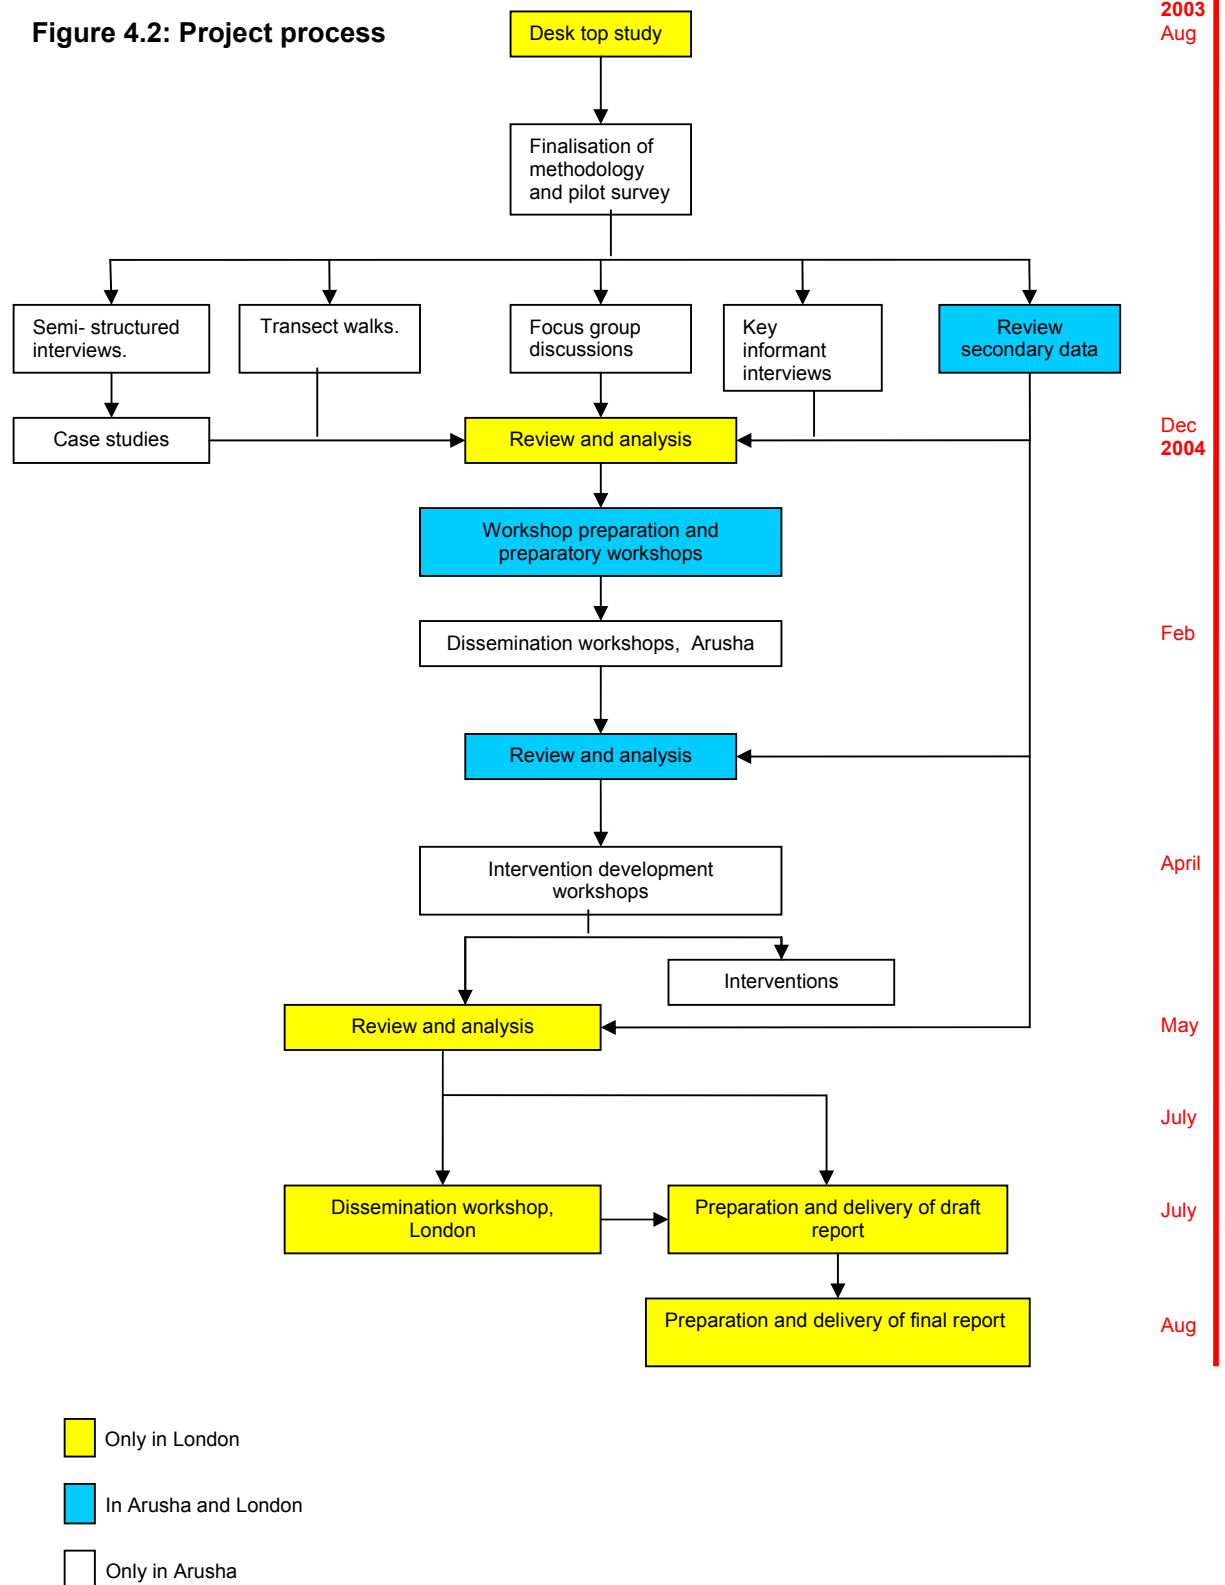 2003
Figure 4.2: Project process
Desk top study
Aug
Finalisation of
methodology
and pilot survey
Semi- structured
interviews.
Transect walks.
Focus group
discussions
Key
informant
interviews
Review
secondary data
Case studies
Review and analysis
Dec
2004
Workshop preparation and
preparatory workshops
Dissemination workshops,  Arusha
Feb
Review and analysis
Intervention development
workshops
April
Interventions
Review and analysis
May
July
Dissemination workshop,
London
Preparation and delivery of draft
report
July
Preparation and delivery of final report
Aug
Only in London
In Arusha and London
Only in Arusha